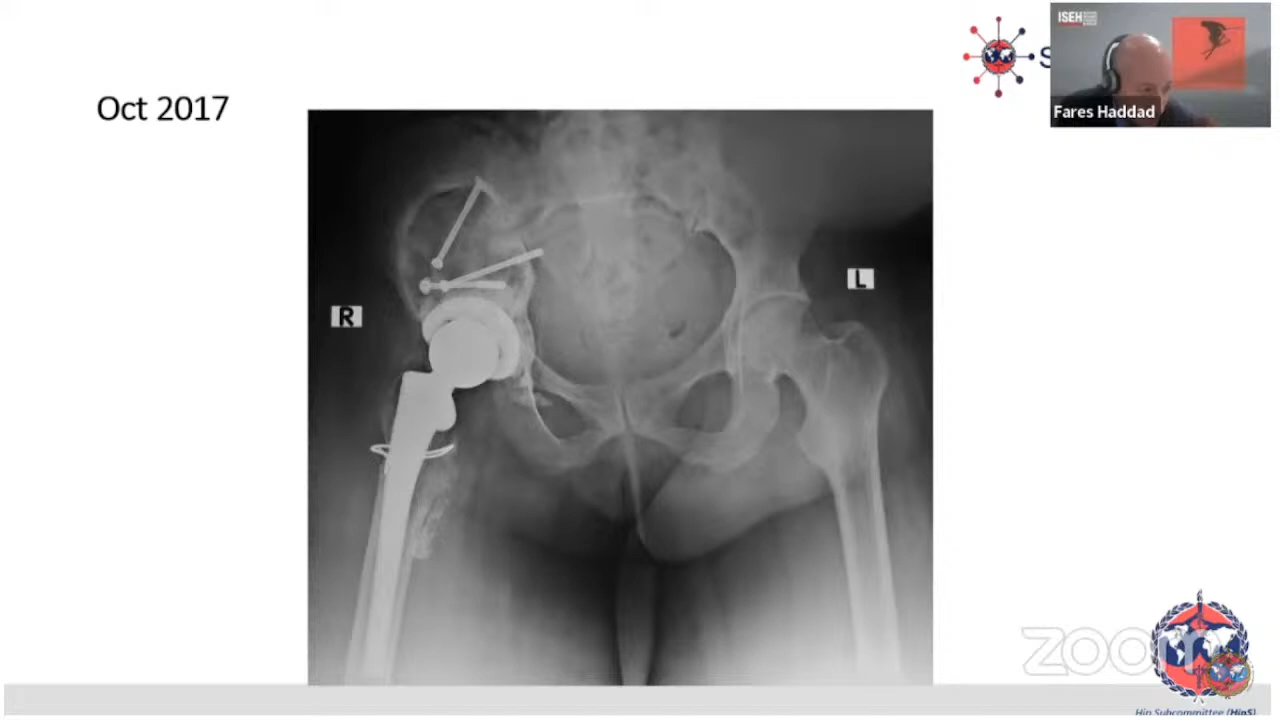 Oct 2017
S
ISEH
Fares Haddad
R
L
zoom
Hip Subcommittee (HipS)